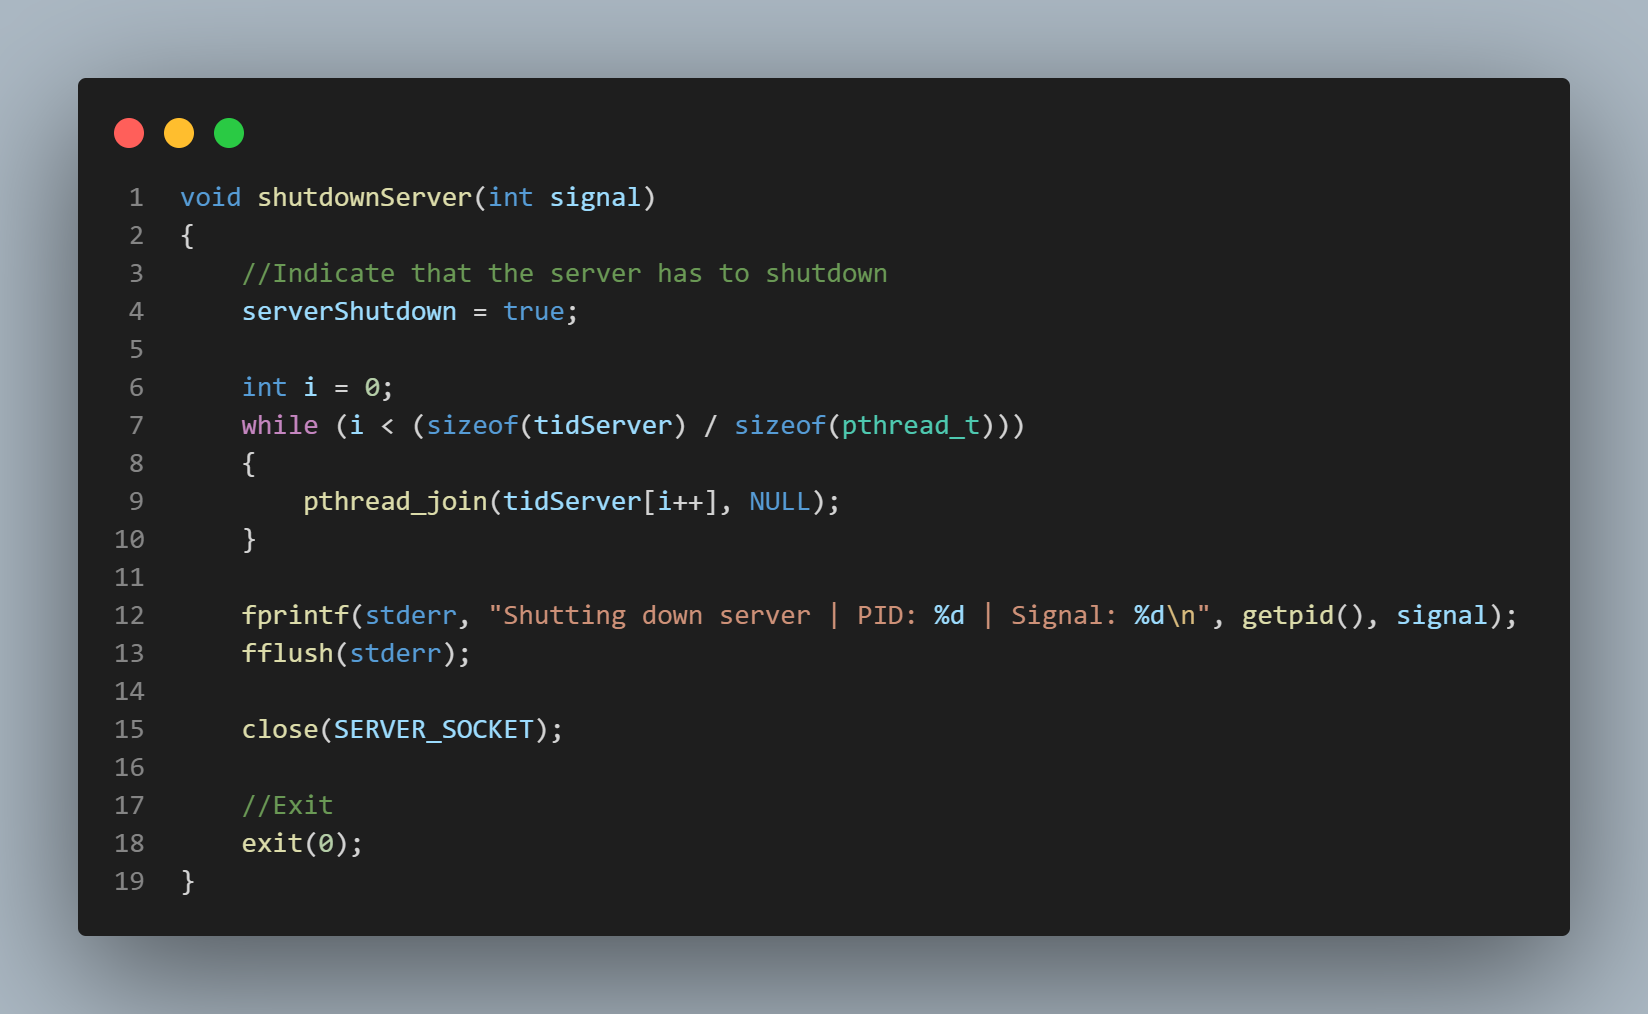 1 void shutdownServer(int signal)
2 {
3     //Indicate that the server has to shutdown
4     serverShutdown = true;
5
6     int i = 0;
7     while (i < (sizeof(tidServer) / sizeof(pthread_t)))
8     {
9         pthread_join(tidServer[i++], NULL);
10     }
11
12     fprintf(stderr, "Shutting down server | PID: %d | Signal: %d\n", getpid(), signal);
13     fflush(stderr);
14
15     close(SERVER_SOCKET);
16
17     //Exit
18     exit(0);
19 }